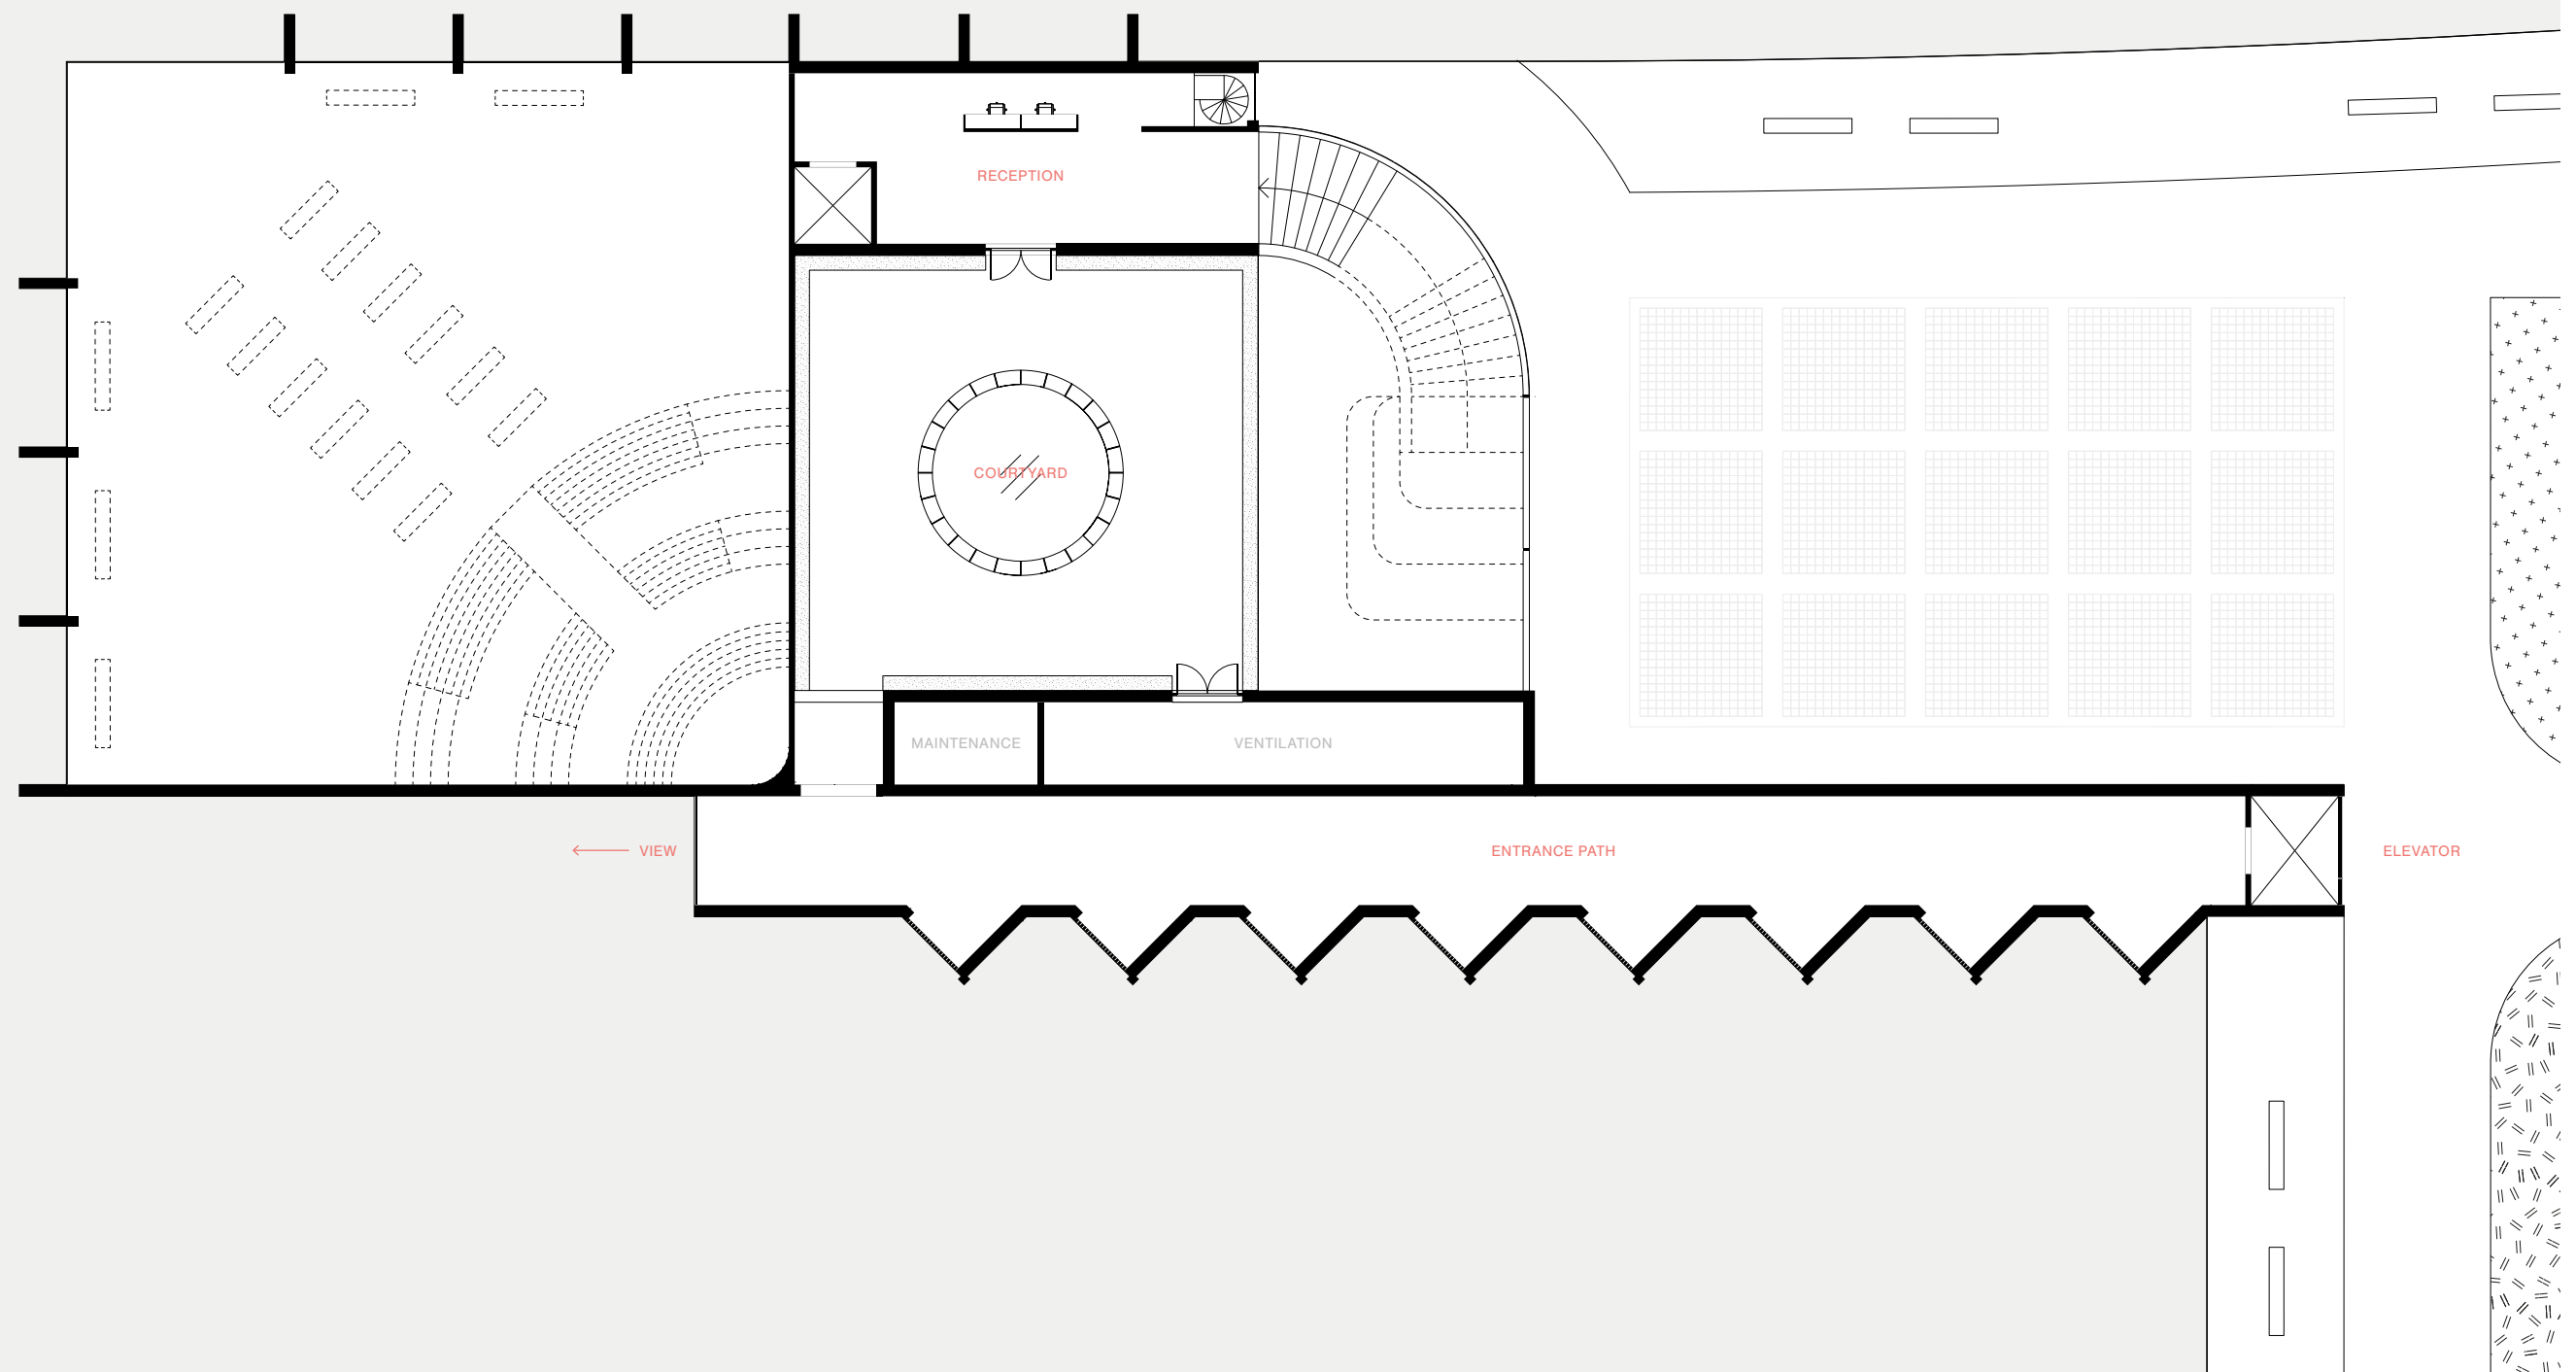 RECEPTION
COURTYARD
MAINTENANCE
VENTILATION
VIEW
ENTRANCE PATH
ELEVATOR